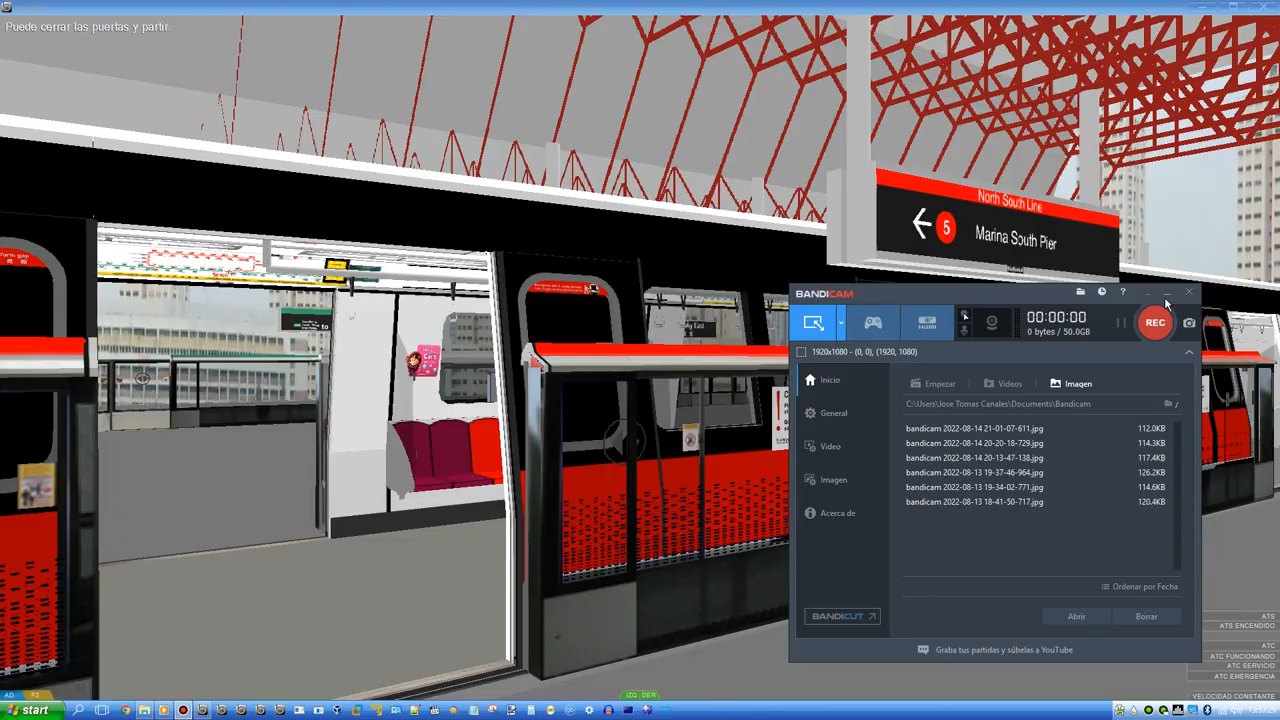 Puede cerrar las puertas y partir.
North South Line
5 Marina South Pier
BANDICAM
HDMI
00:00:00
0 bytes / 50.0GB
REC
1920x1080 - (0, 0), (1920, 1080)
Inicio
General
Video
Imagen
Acerca de
Empezar
Videos
Imagen
C:\Users\Jose Tomas Canales\Documents\Bandicam
bandicam 2022-08-14 21-01-07-611.jpg 112.0KB
bandicam 2022-08-14 20-20-18-729.jpg 114.3KB
bandicam 2022-08-14 20-13-47-138.jpg 117.4KB
bandicam 2022-08-13 19-37-46-964.jpg 126.2KB
bandicam 2022-08-13 19-34-02-771.jpg 114.6KB
bandicam 2022-08-13 18-41-50-717.jpg 120.4KB
Ordenar por Fecha
BANDICUT
Abrir
Borrar
Graba tus partidas y súbelas a YouTube
ATS
ATS ENCENDIDO
ATC
ATC FUNCIONANDO
ATC SERVICIO
ATC EMERGENCIA
VELOCIDAD CONSTANTE
AD F3
IZQ DER
start